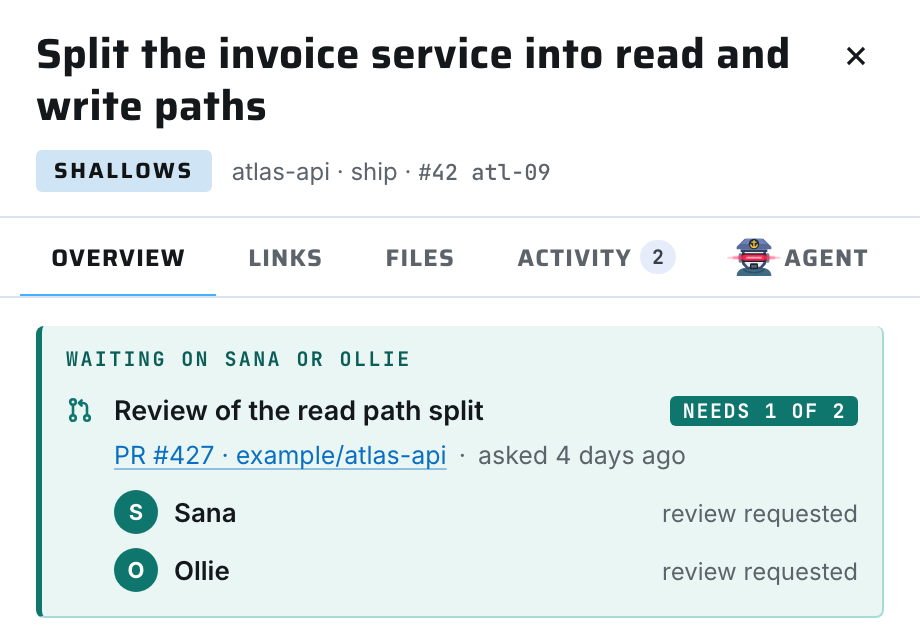 Split the invoice service into read and
write paths
SHALLOWS atlas-api · ship · #42 atl-09
OVERVIEW LINKS FILES ACTIVITY 2 AGENT
WAITING ON SANA OR OLLIE
Review of the read path split NEEDS 1 OF 2
PR #427 · example/atlas-api · asked 4 days ago
S Sana review requested
O Ollie review requested